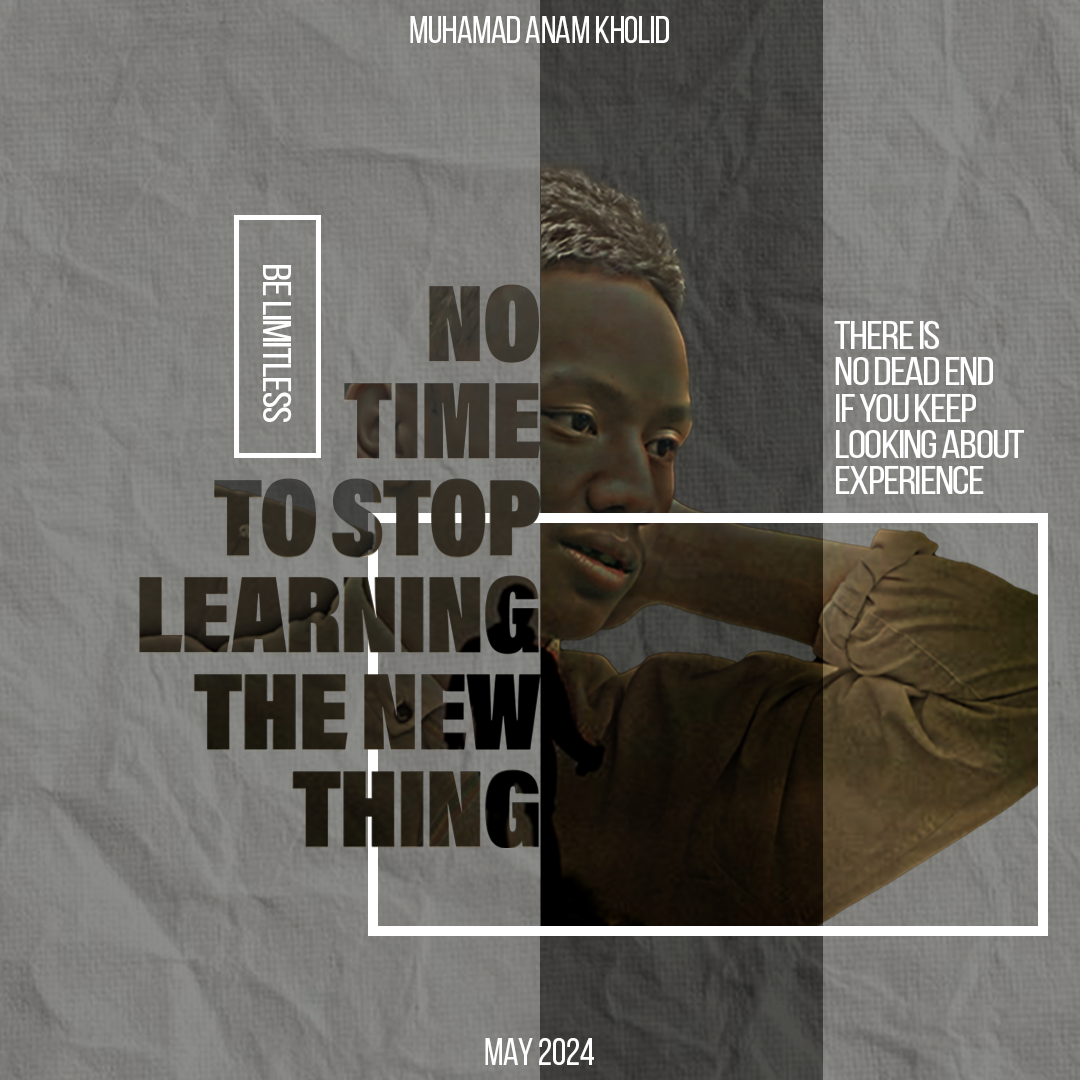 MUHAMAD ANAM KHOLID
BE LIMITLESS
NO
TIME
TO STOP
LEARNING
THE NEW
THING
THERE IS
NO DEAD END
IF YOU KEEP
LOOKING ABOUT
EXPERIENCE
MAY 2024